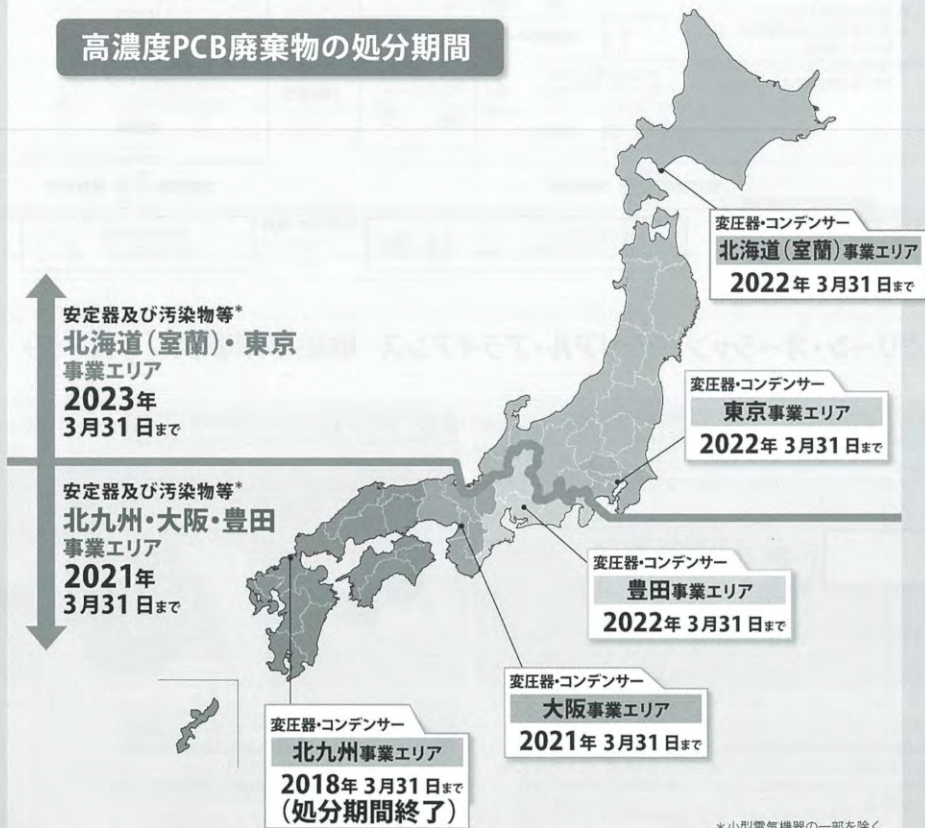 高濃度PCB廃棄物の処分期間
変圧器・コンデンサー
北海道(室蘭)事業エリア
2022年 3月31日まで
安定器及び汚染物等*
北海道(室蘭)・東京
事業エリア
2023年
3月31日まで
変圧器・コンデンサー
東京事業エリア
2022年 3月31日まで
安定器及び汚染物等*
北九州・大阪・豊田
事業エリア
2021年
3月31日まで
変圧器・コンデンサー
豊田事業エリア
2022年 3月31日まで
変圧器・コンデンサー
大阪事業エリア
2021年 3月31日まで
変圧器・コンデンサー
北九州事業エリア
2018年 3月31日まで
(処分期間終了)
*小型電気機器の一部を除く